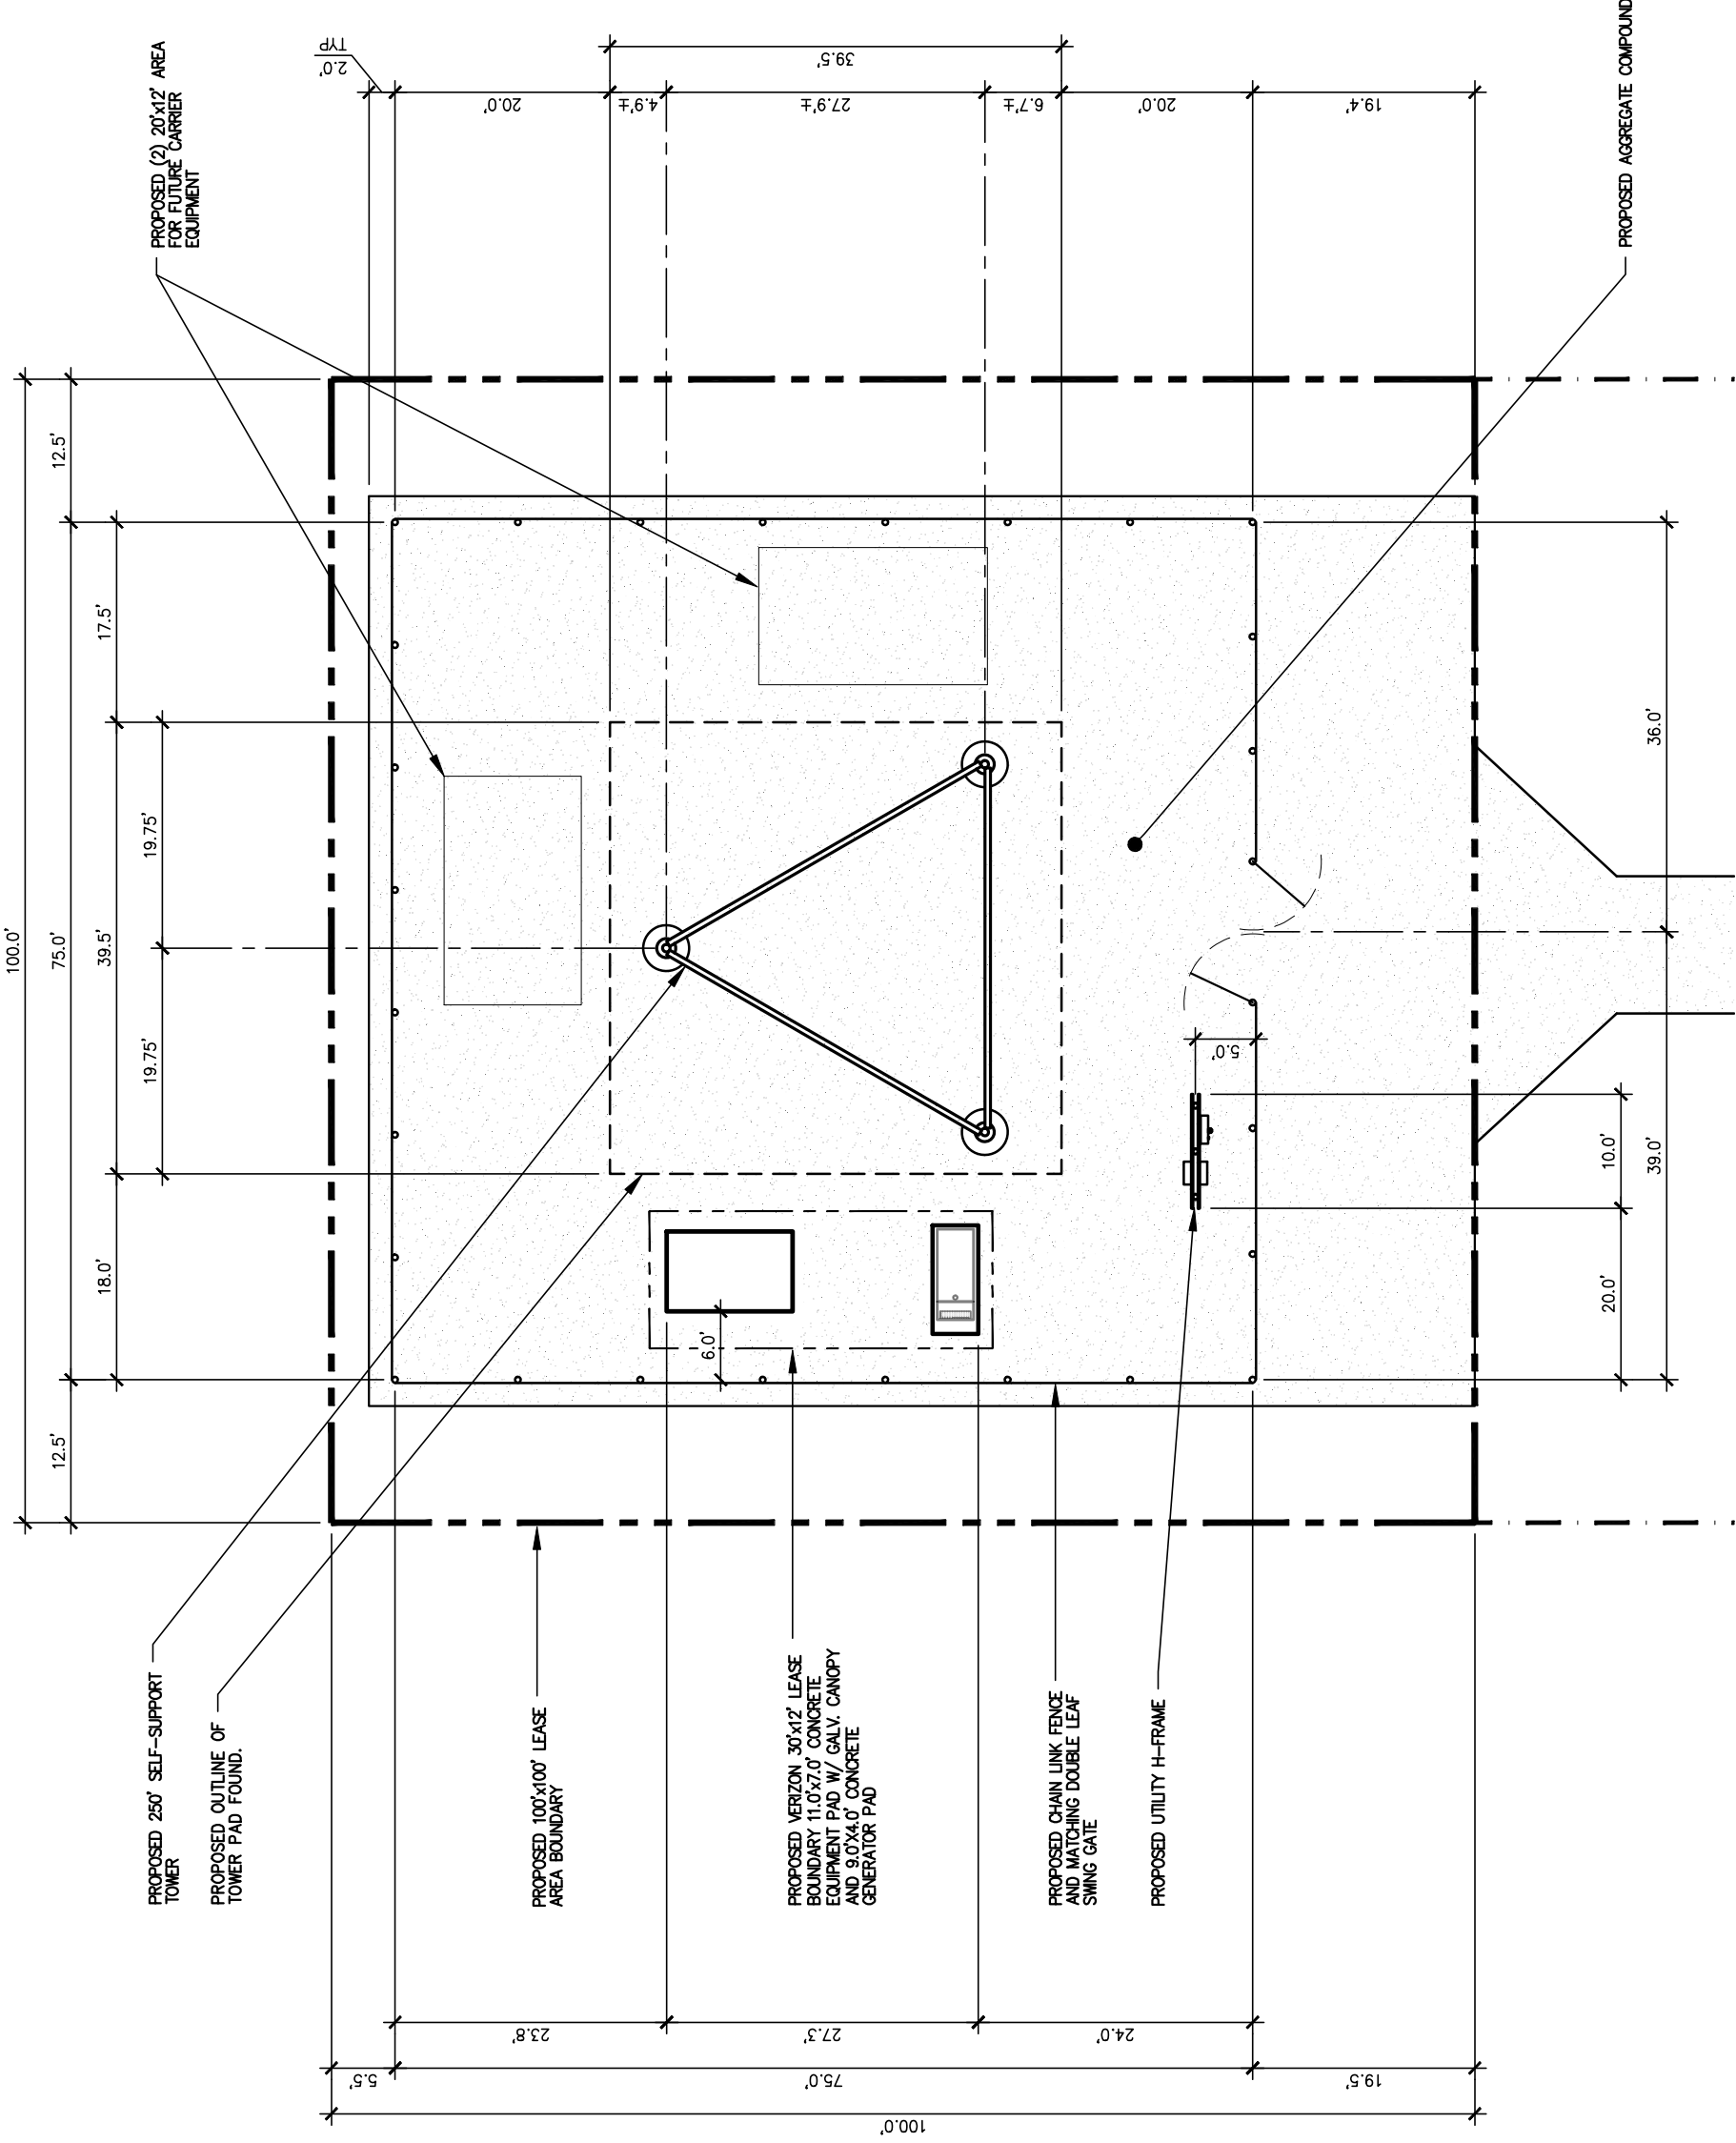 PROPOSED (2) 20'x12' AREA
FOR FUTURE CARRIER
EQUIPMENT
2.0'
TYP
100.0'
12.5'
75.0'
12.5'
17.5'
39.5'
18.0'
19.75'
19.75'
39.5'
20.0'
4.9'±
27.9'±
6.7'±
20.0'
19.4'
PROPOSED AGGREGATE COMPOUND
36.0'
39.0'
10.0'
20.0'
5.0'
6.0'
PROPOSED 250' SELF-SUPPORT
TOWER
PROPOSED OUTLINE OF
TOWER PAD FOUND.
PROPOSED 100'x100' LEASE
AREA BOUNDARY
PROPOSED VERIZON 30'x12' LEASE
BOUNDARY 11.0'x7.0' CONCRETE
EQUIPMENT PAD W/ GALV. CANOPY
AND 9.0'X4.0' CONCRETE
GENERATOR PAD
PROPOSED CHAIN LINK FENCE
AND MATCHING DOUBLE LEAF
SWING GATE
PROPOSED UTILITY H-FRAME
23.8'
27.3'
24.0'
5.5'
75.0'
19.5'
100.0'